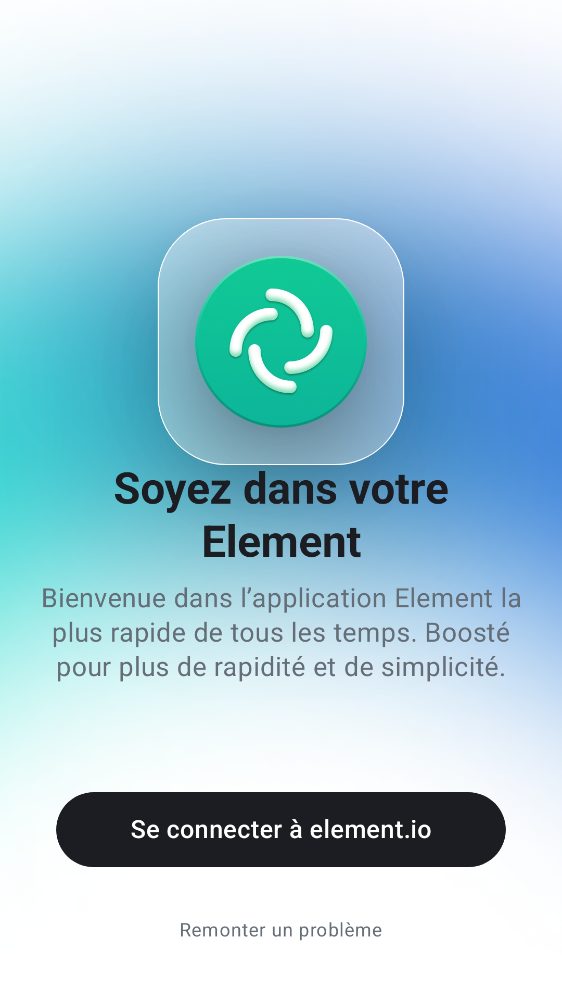 Soyez dans votre
Element
Bienvenue dans l’application Element la
plus rapide de tous les temps. Boosté
pour plus de rapidité et de simplicité.
Se connecter à element.io
Remonter un problème